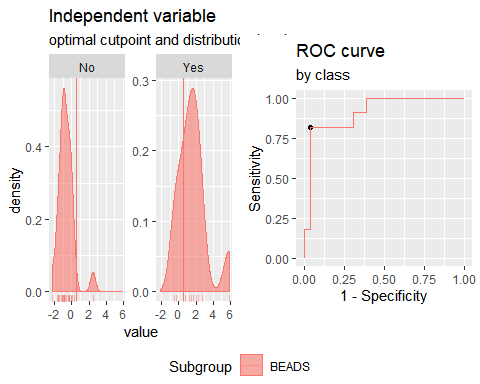 Independent variable
optimal cutpoint and distribution
No
Yes
density
0.4
0.2
0.0
0.3
0.2
0.1
0.0
-2 0 2 4 6
-2 0 2 4 6
value
ROC curve
by class
Sensitivity
1.00
0.75
0.50
0.25
0.00
0.00 0.25 0.50 0.75 1.00
1 - Specificity
Subgroup
BEADS